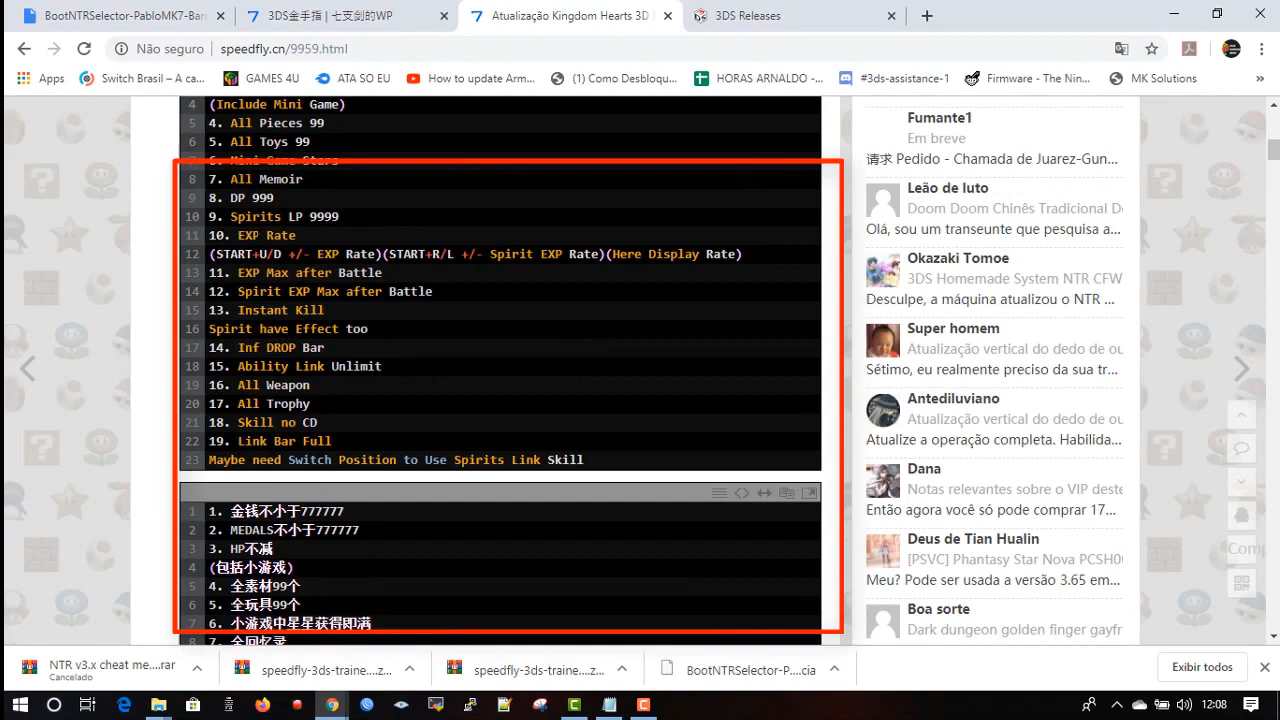 BootNTRSelector-PabloMK7-Ban
3DS金手指 | 七支剑的WP
Atualização Kingdom Hearts 3D
3DS Releases
Não seguro
speedfly.cn/9959.html
Apps
Switch Brasil – A ca...
GAMES 4U
ATA SO EU
How to update Arm...
(1) Como Desbloqu...
HORAS ARNALDO -...
#3ds-assistance-1
Firmware - The Nin...
MK Solutions
4 (Include Mini Game)
5 4. All Pieces 99
6 5. All Toys 99
7 6. Mini Game Stars
8 7. All Memoir
9 8. DP 999
10 9. Spirits LP 9999
11 10. EXP Rate
12 (START+U/D +/- EXP Rate)(START+R/L +/- Spirit EXP Rate)(Here Display Rate)
13 11. EXP Max after Battle
14 12. Spirit EXP Max after Battle
15 13. Instant Kill
16 Spirit have Effect too
17 14. Inf DROP Bar
18 15. Ability Link Unlimit
19 16. All Weapon
20 17. All Trophy
21 18. Skill no CD
22 19. Link Bar Full
23 Maybe need Switch Position to Use Spirits Link Skill
1 1. 金钱不小于777777
2 2. MEDALS不小于777777
3 3. HP不减
4 (包括小游戏)
5 4. 全素材99个
6 5. 全玩具99个
7 6. 小游戏中星星获得即满
8 7. 全回忆录
Fumante1
Em breve
请求 Pedido - Chamada de Juarez-Gun...
Leão de luto
Doom Doom Chinês Tradicional De
Olá, sou um transeunte que pesquisa a...
Okazaki Tomoe
3DS Homemade System NTR CFW
Desculpe, a máquina atualizou o NTR ...
Super homem
Atualização vertical do dedo de ou
Sétimo, eu realmente preciso da sua tr...
Antediluviano
Atualização vertical do dedo de ou
Atualize a operação completa. Habilida...
Dana
Notas relevantes sobre o VIP deste
Então agora você só pode comprar 17...
Deus de Tian Hualin
[PSVC] Phantasy Star Nova PCSH00
Meu? Pode ser usada a versão 3.65 em...
Boa sorte
Dark dungeon golden finger gayfr
Com
NTR v3.x cheat me....rar
Cancelado
speedfly-3ds-traine....z...
speedfly-3ds-traine....z...
BootNTRSelector-P....cia
Exibir todos
12:08